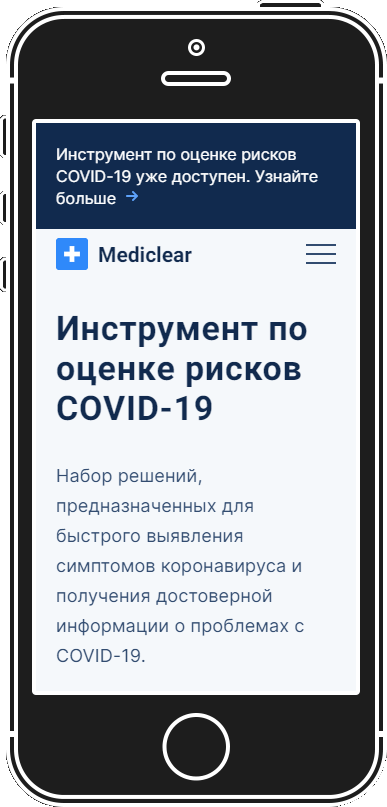 Инструмент по оценке рисков
COVID-19 уже доступен. Узнайте
больше →
Mediclear
Инструмент по
оценке рисков
COVID-19
Набор решений,
предназначенных для
быстрого выявления
симптомов коронавируса и
получения достоверной
информации о проблемах с
COVID-19.